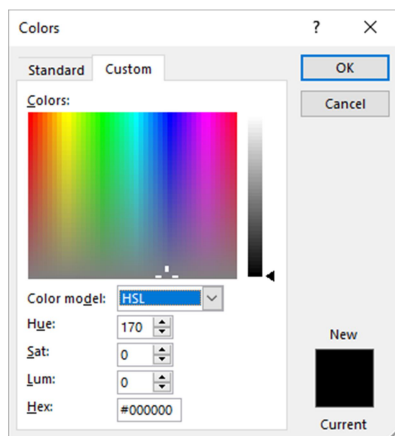 Colors ?
Standard Custom
Colors:
Color model: HSL
Hue: 170
Sat: 0
Lum: 0
Hex: #000000
OK
Cancel
New
Current